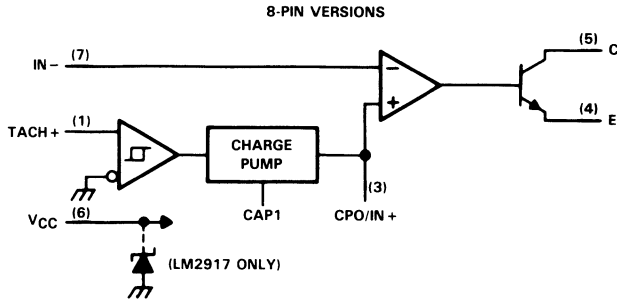 8-PIN VERSIONS
(5)
C
(7)
IN−
−
+
(4)
E
(1)
TACH+
CHARGE
PUMP
(3)
CAP1
CPO/IN+
(6)
VCC
(LM2917 ONLY)